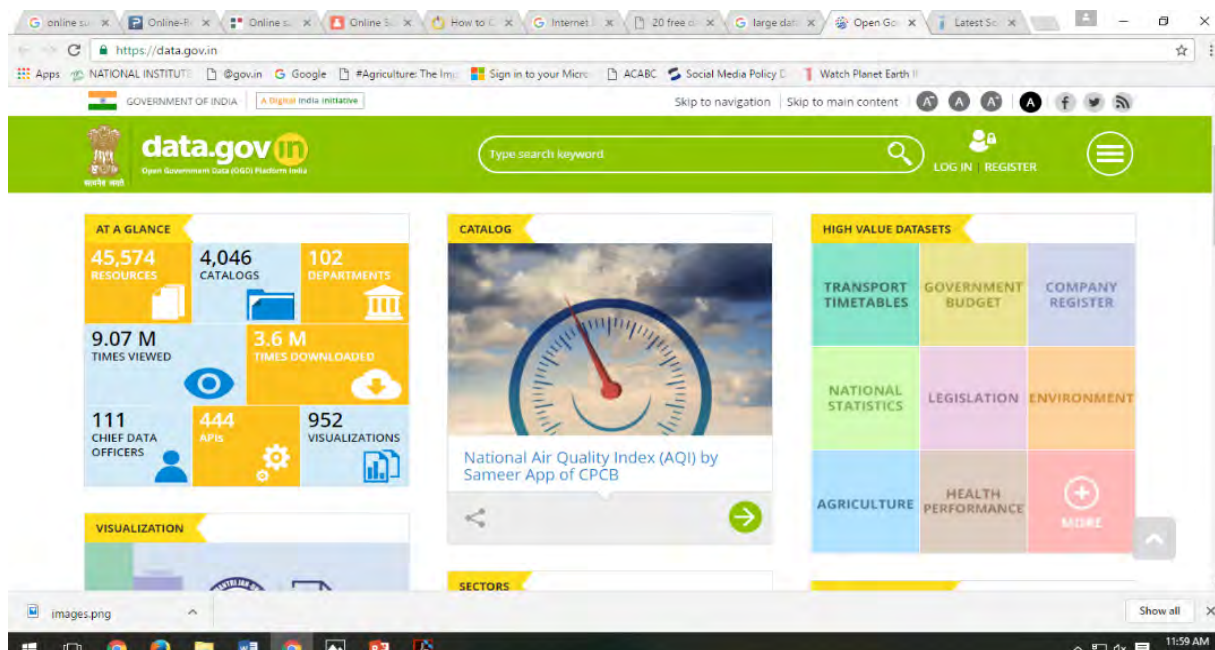 online su
Online-F
Online s
Online S
How to C
Internet
20 free d
large dat
Open Go
Latest Sc
https://data.gov.in
Apps
NATIONAL INSTITUTE
@gov.in
Google
#Agriculture: The Im
Sign in to your Micro
ACABC
Social Media Policy
Watch Planet Earth II
GOVERNMENT OF INDIA
A Digital India Initiative
Skip to navigation
Skip to main content
A- A A+ A
data.gov in
Open Government Data (OGD) Platform India
सत्यमेव जयते
Type search keyword
LOG IN | REGISTER
AT A GLANCE
45,574
RESOURCES
4,046
CATALOGS
102
DEPARTMENTS
9.07 M
TIMES VIEWED
3.6 M
TIMES DOWNLOADED
111
CHIEF DATA
OFFICERS
444
APIs
952
VISUALIZATIONS
VISUALIZATION
CATALOG
National Air Quality Index (AQI) by
Sameer App of CPCB
SECTORS
HIGH VALUE DATASETS
TRANSPORT
TIMETABLES
GOVERNMENT
BUDGET
COMPANY
REGISTER
NATIONAL
STATISTICS
LEGISLATION
ENVIRONMENT
AGRICULTURE
HEALTH
PERFORMANCE
MORE
images.png
Show all
11:59 AM